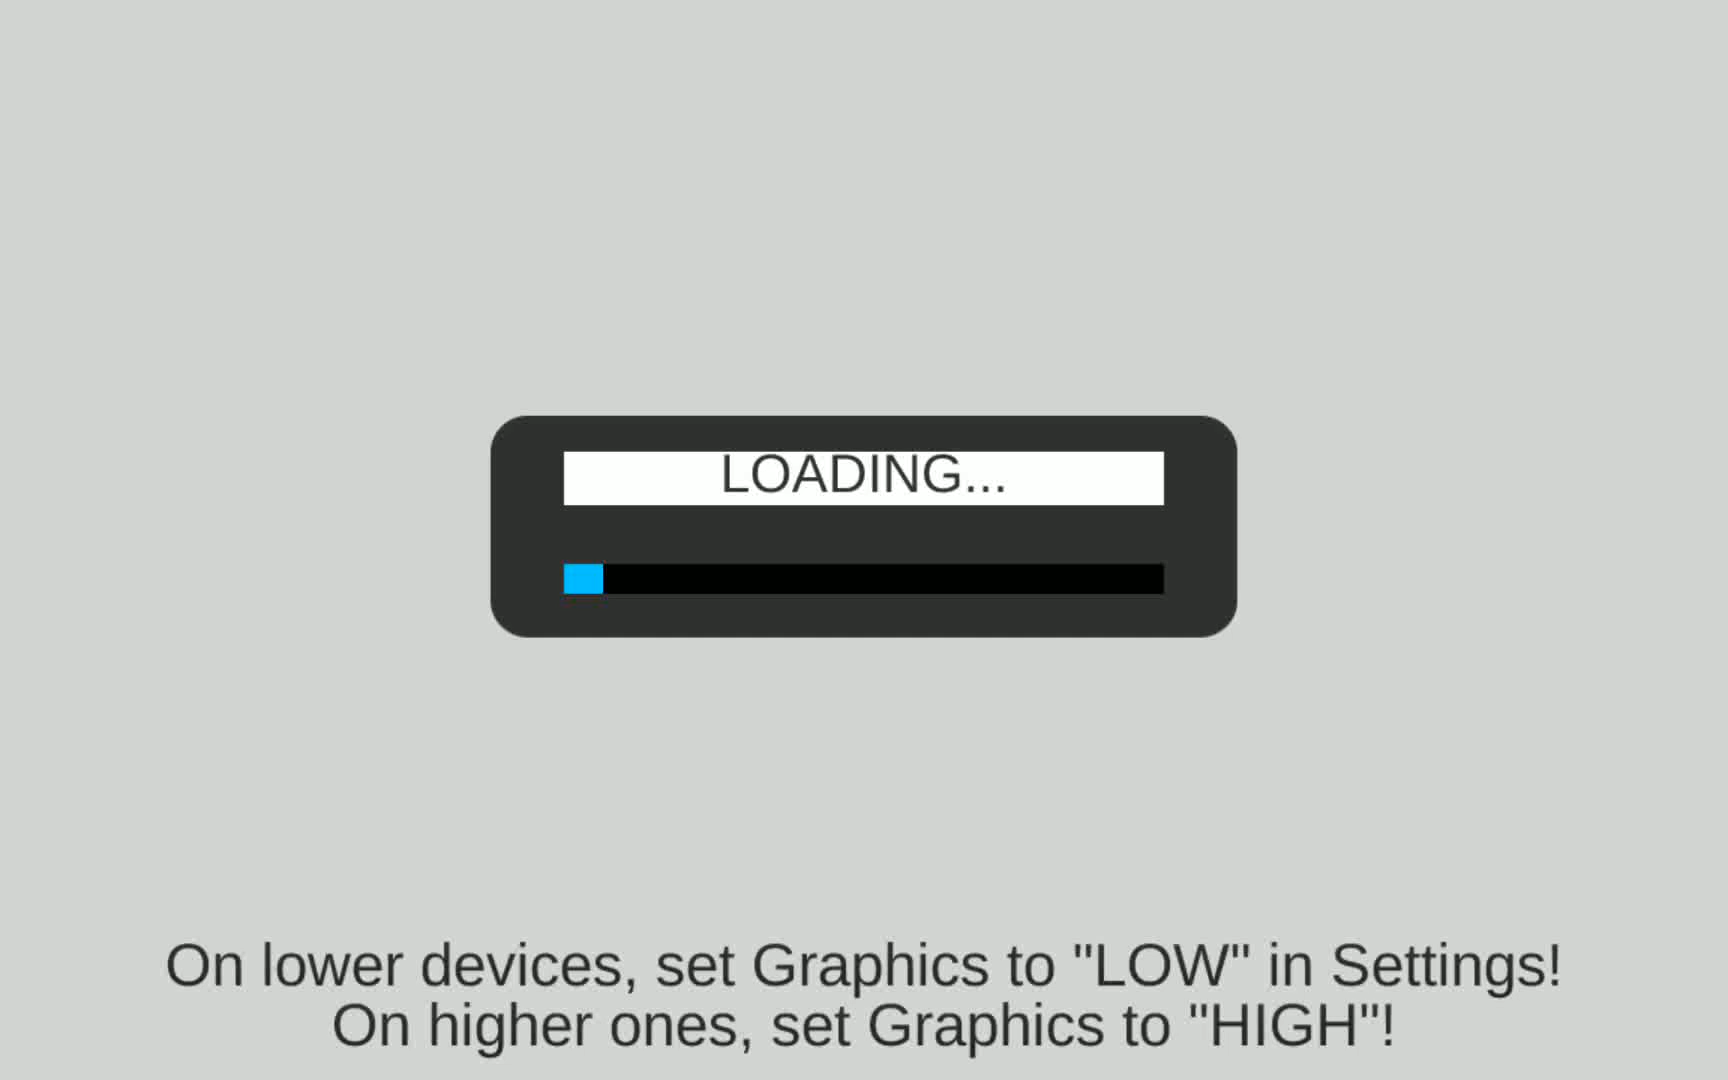 LOADING...
On lower devices, set Graphics to "LOW" in Settings!
On higher ones, set Graphics to "HIGH"!